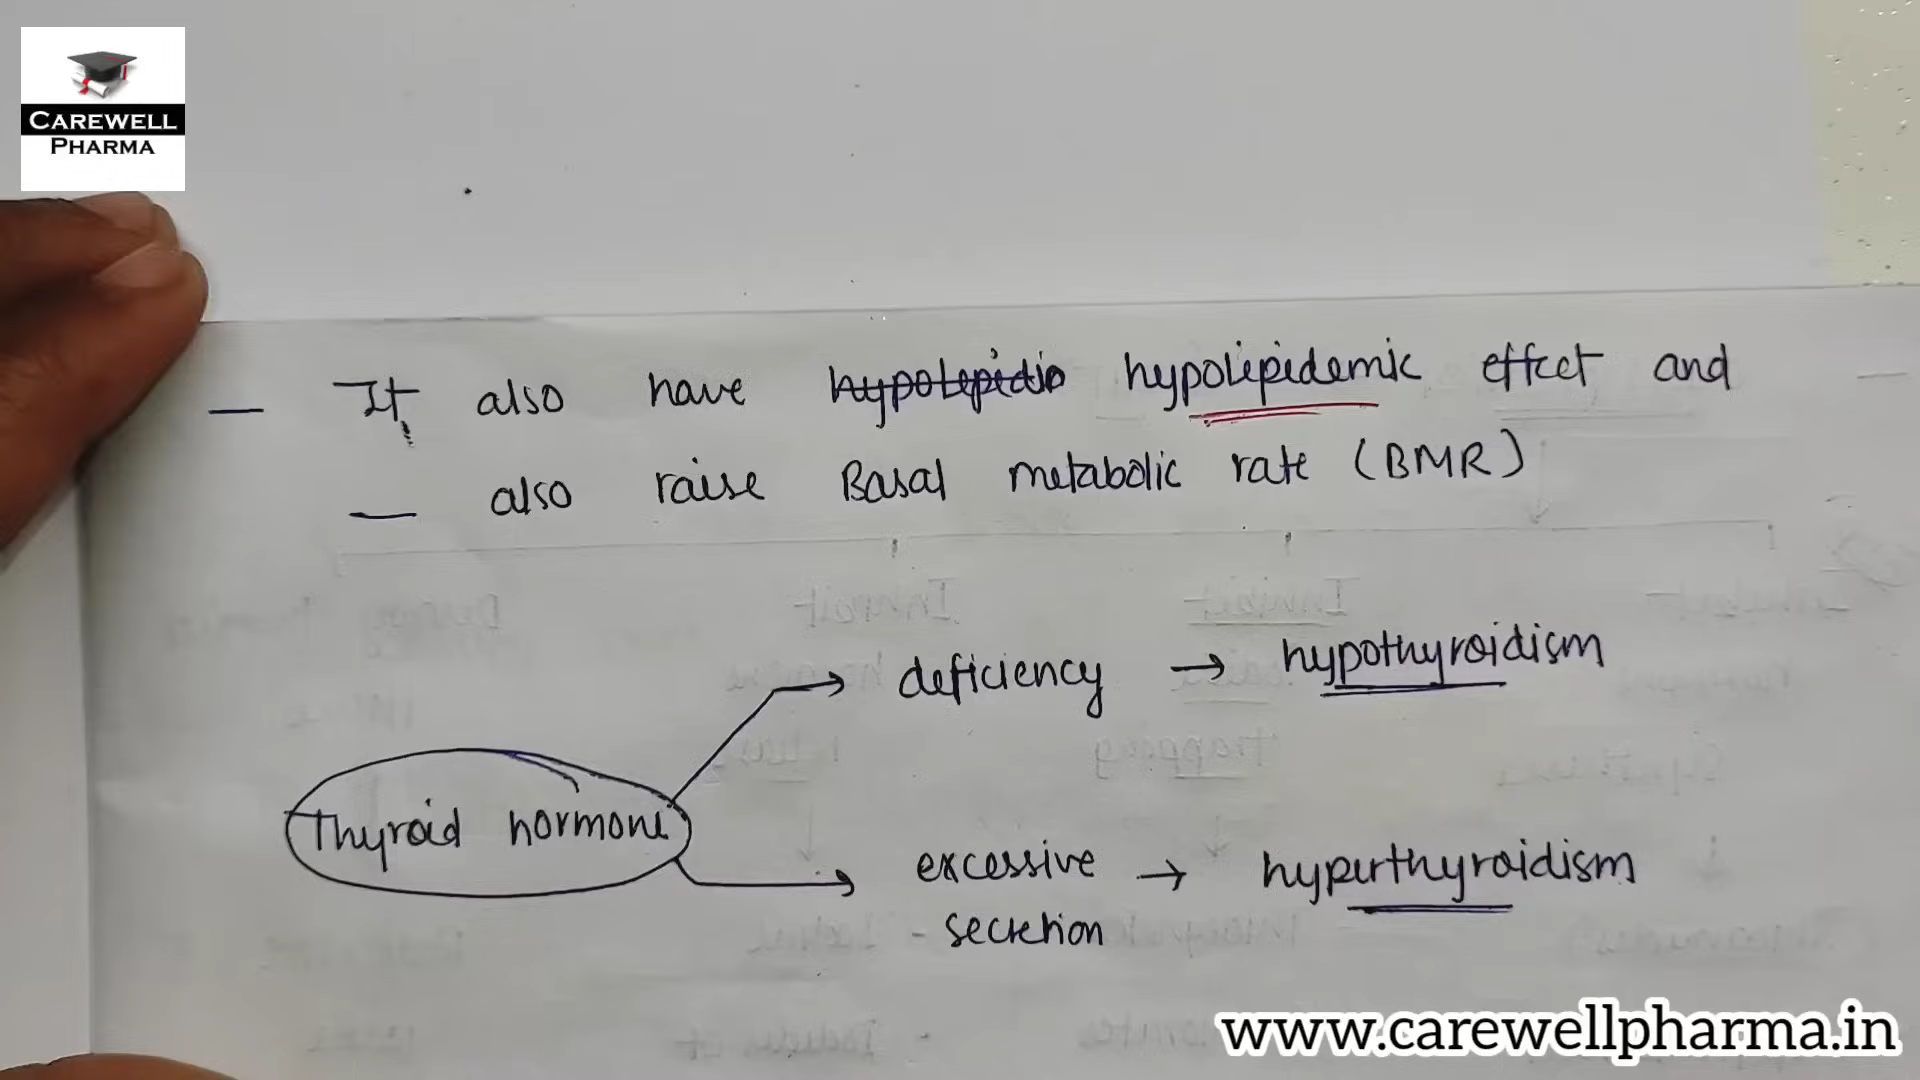 CAREWELL
PHARMA
— It also have hypolepidic hypolipidemic effect and
— also raise Basal metabolic rate (BMR)
deficiency → hypothyroidism
Thyroid hormone
excessive → hyperthyroidism
- secretion
www.carewellpharma.in